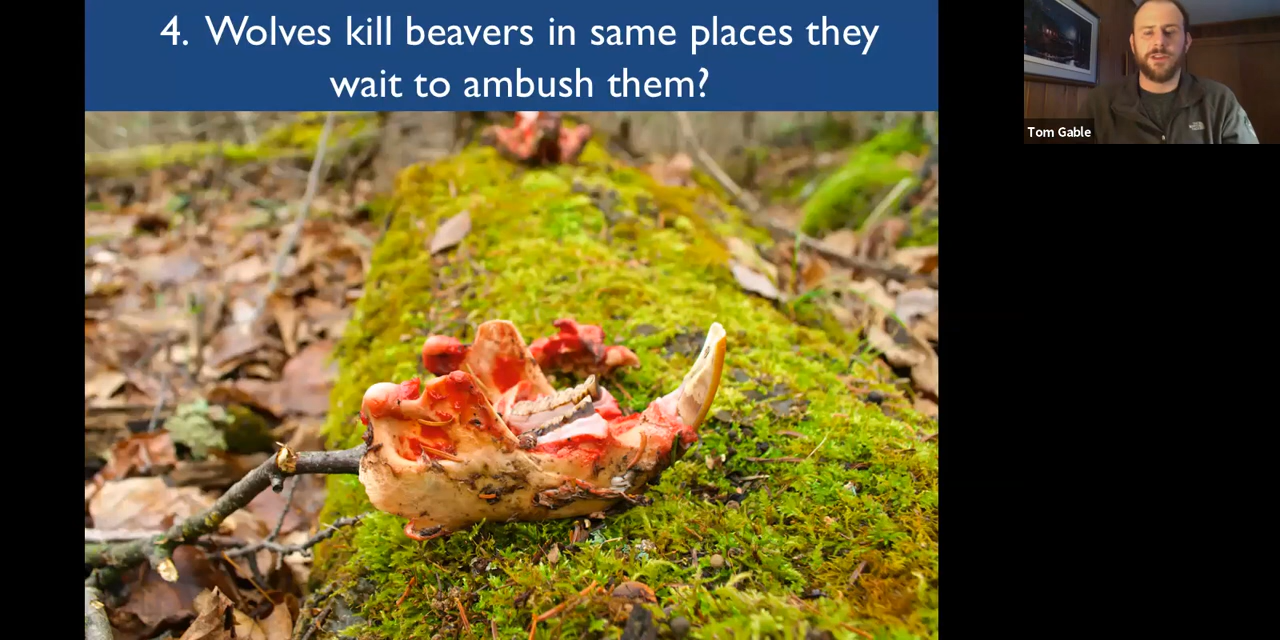 4. Wolves kill beavers in same places they
wait to ambush them?
Tom Gable